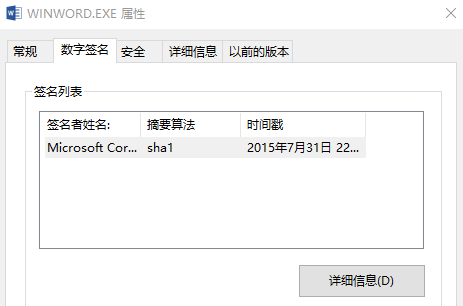 WINWORD.EXE 属性
常规 数字签名 安全 详细信息 以前的版本
签名列表
签名者姓名: 摘要算法 时间戳
Microsoft Cor... sha1 2015年7月31日 22...
详细信息(D)